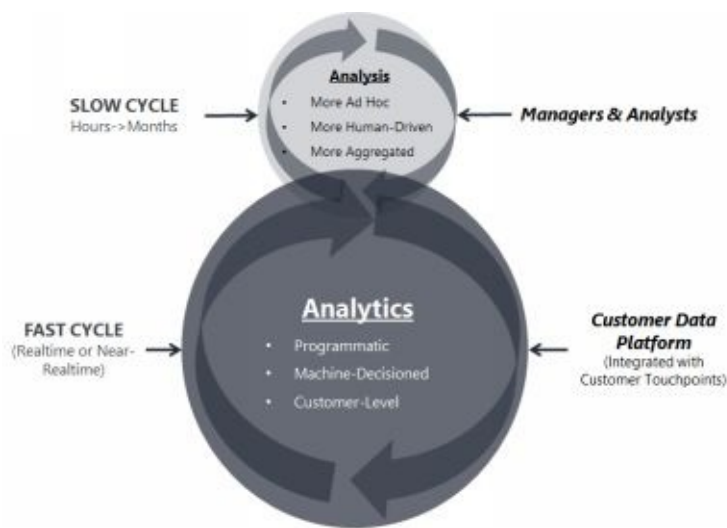 Analysis
• More Ad Hoc
• More Human-Driven
• More Aggregated
SLOW CYCLE
Hours->Months
Managers & Analysts
Analytics
• Programmatic
• Machine-Decisioned
• Customer-Level
FAST CYCLE
(Realtime or Near-
Realtime)
Customer Data
Platform
(Integrated with
Customer Touchpoints)